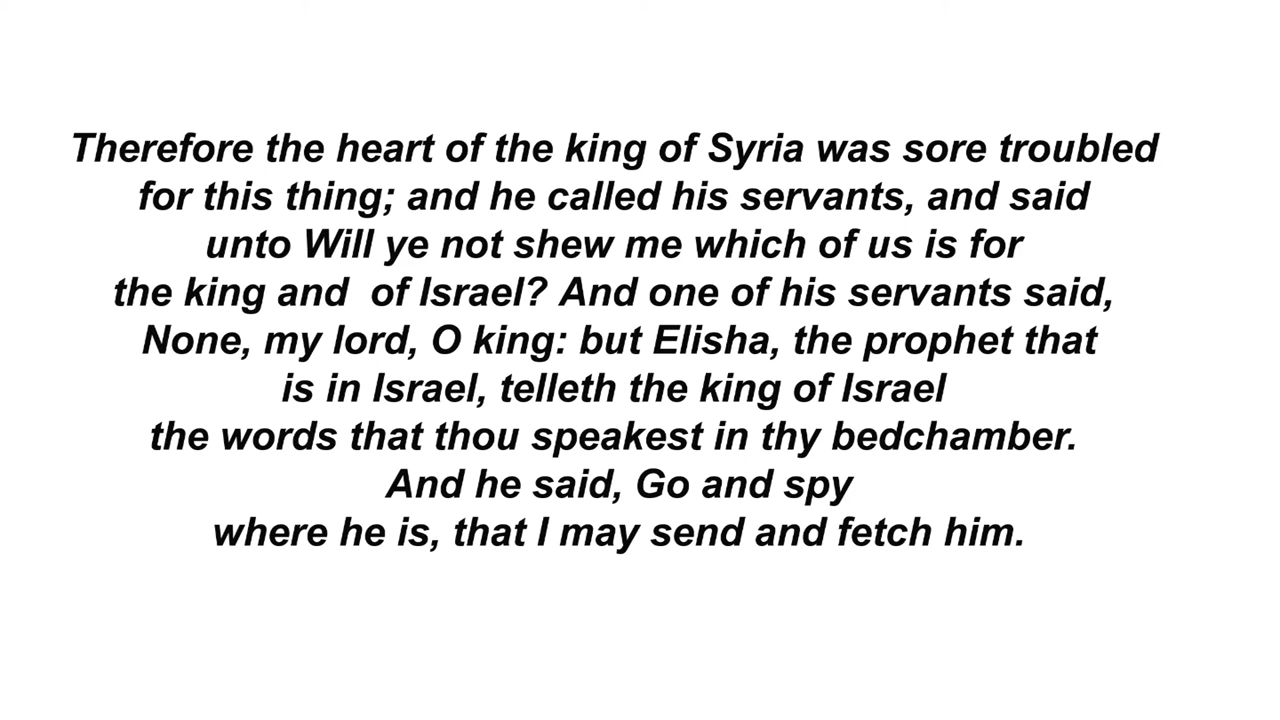 Therefore the heart of the king of Syria was sore troubled
for this thing; and he called his servants, and said
unto Will ye not shew me which of us is for
the king and  of Israel? And one of his servants said,
None, my lord, O king: but Elisha, the prophet that
is in Israel, telleth the king of Israel
the words that thou speakest in thy bedchamber.
And he said, Go and spy
where he is, that I may send and fetch him.